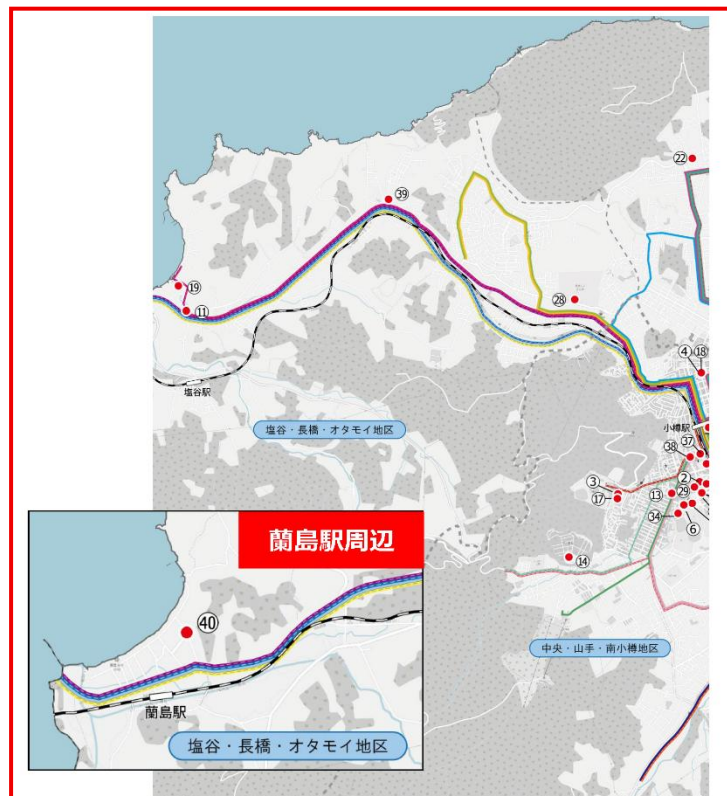 ㉒
㊴
⑲
㉘
⑪
④
⑱
塩谷駅
小樽駅
塩谷・長橋・オタモイ地区
㊲
㊳
③
②
⑰
⑬
㉙
㉞
⑥
蘭島駅周辺
⑭
㊵
中央・山手・南小樽地区
蘭島駅
塩谷・長橋・オタモイ地区